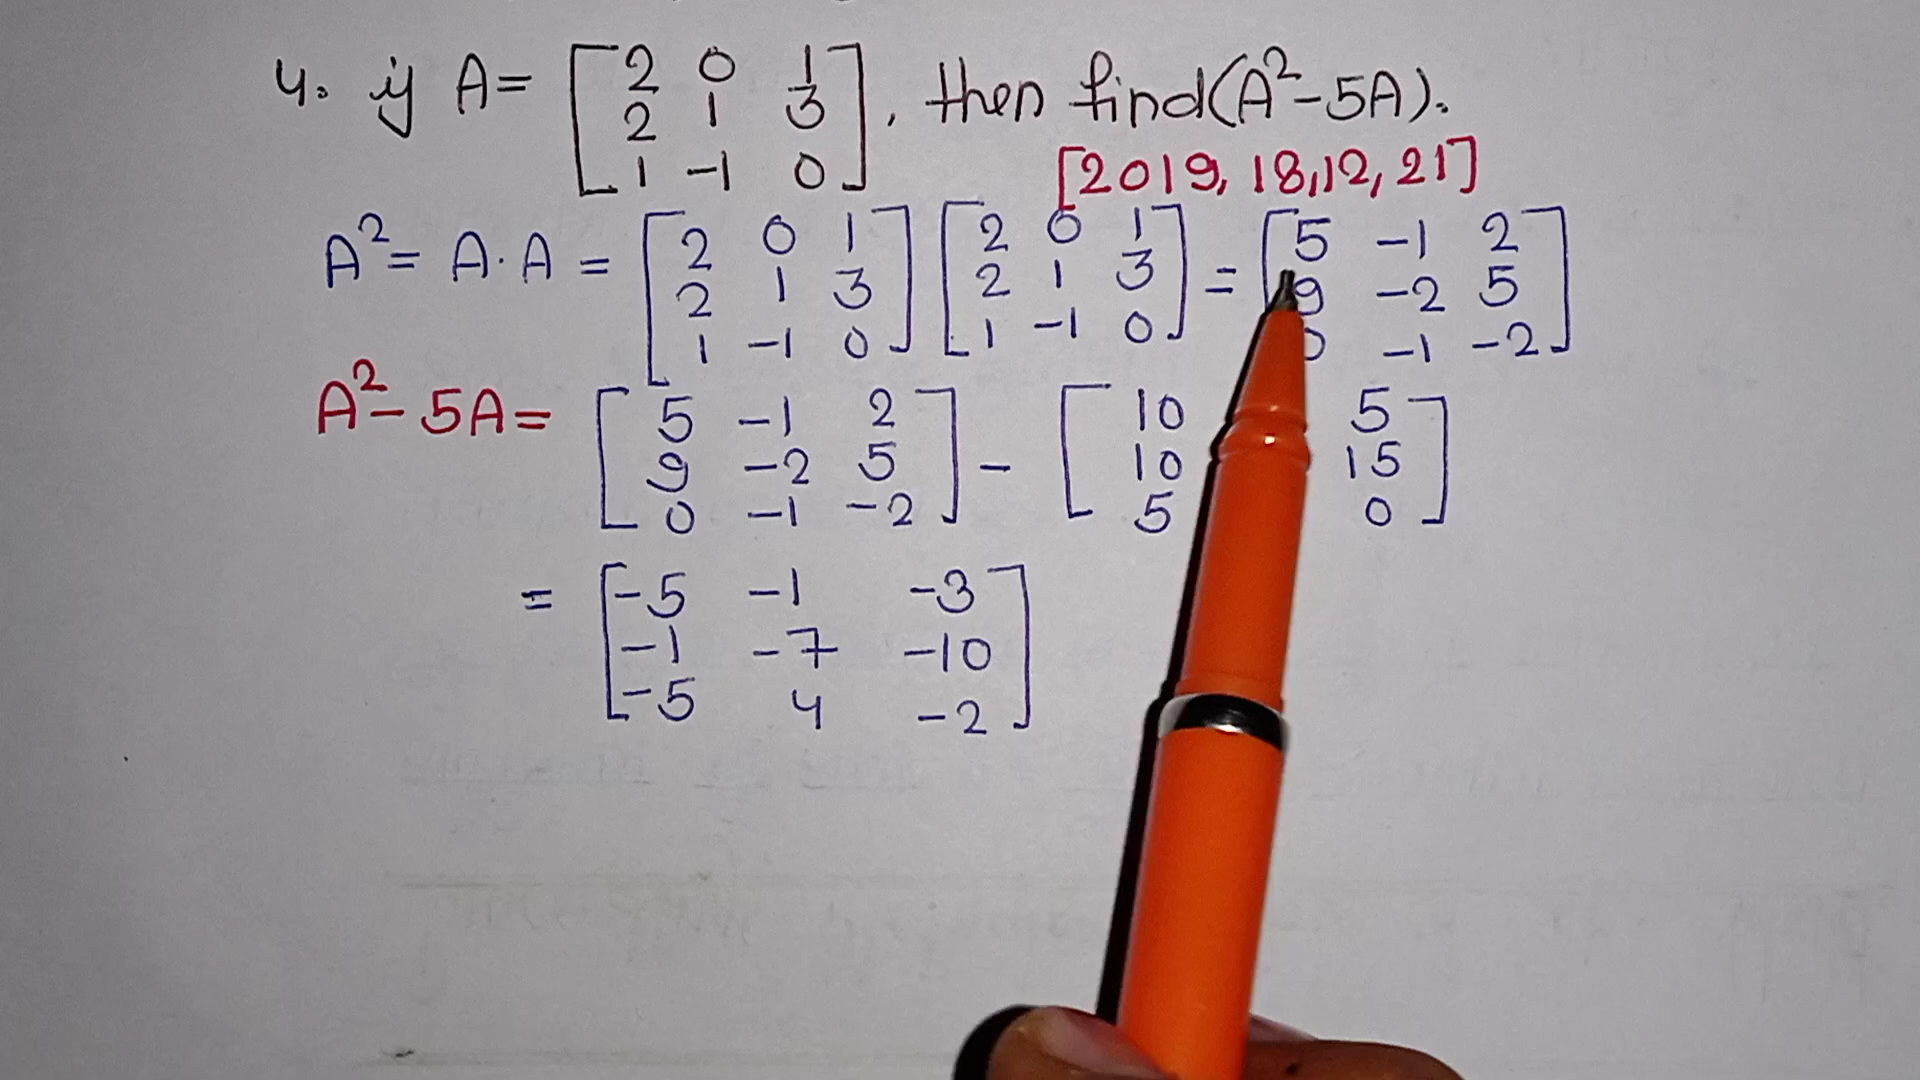 4. if A = [2 0 1
2 1 3
1 -1 0], then find (A²-5A).
[2019, 18, 12, 21]
A² = A.A = [2 0 1
2 1 3
1 -1 0] [2 0 1
2 1 3
1 -1 0] = [5 -1 2
9 -2 5
-1 -2]
A²-5A = [5 -1 2
9 -2 5
0 -1 -2] - [10 5
10 15
5 0]
= [-5 -1 -3
-1 -7 -10
-5 4 -2]